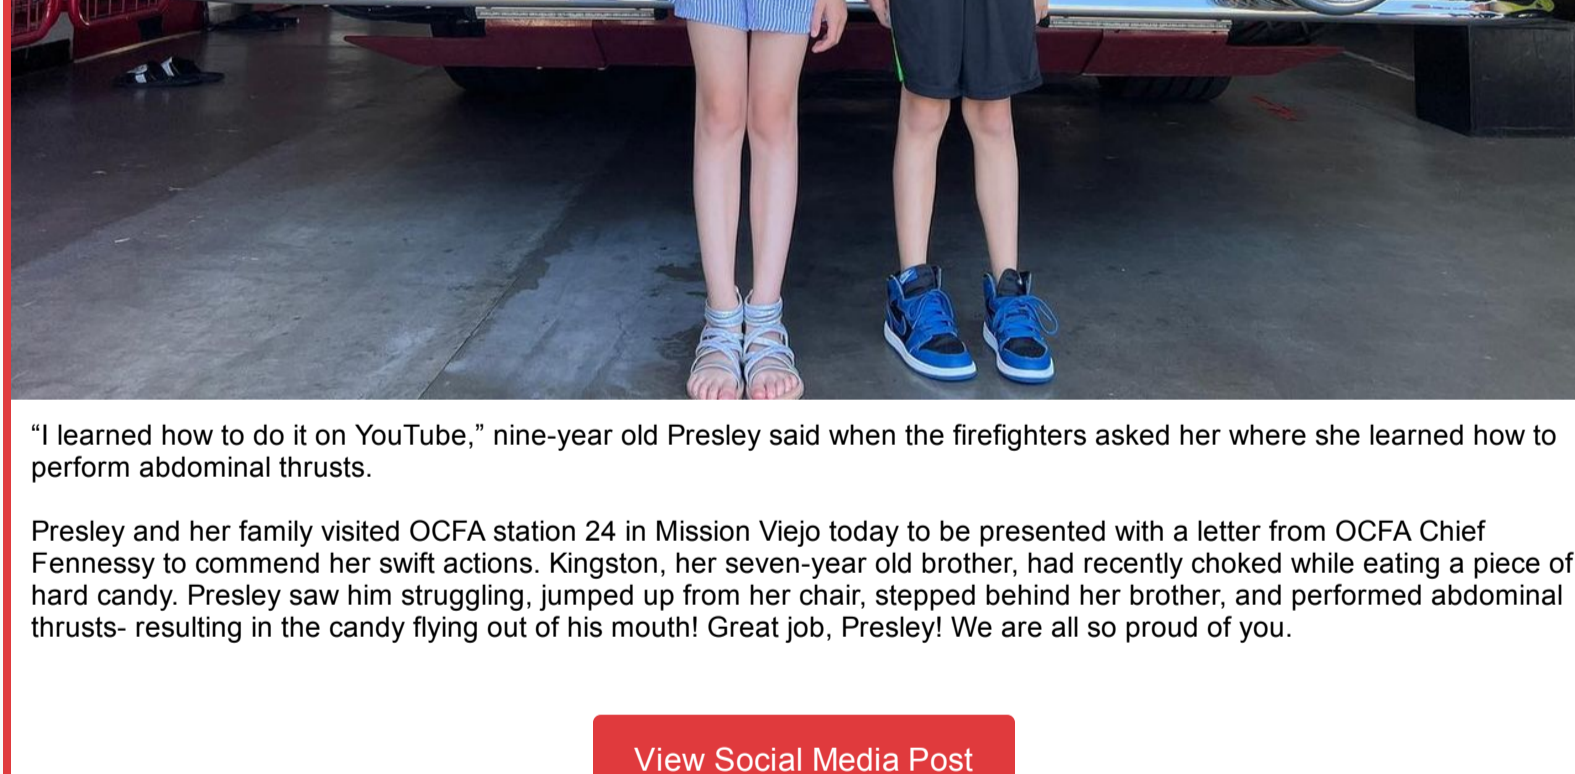 “I learned how to do it on YouTube,” nine-year old Presley said when the firefighters asked her where she learned how to
perform abdominal thrusts.
Presley and her family visited OCFA station 24 in Mission Viejo today to be presented with a letter from OCFA Chief
Fennessy to commend her swift actions. Kingston, her seven-year old brother, had recently choked while eating a piece of
hard candy. Presley saw him struggling, jumped up from her chair, stepped behind her brother, and performed abdominal
thrusts- resulting in the candy flying out of his mouth! Great job, Presley! We are all so proud of you.
View Social Media Post